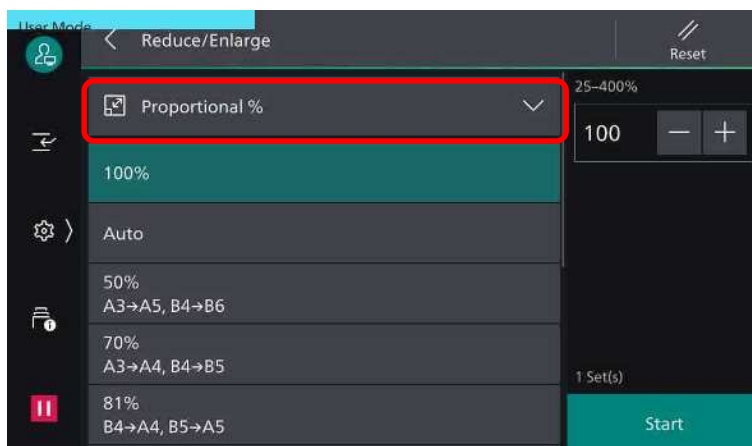 User Mode
Reduce/Enlarge
Reset
Proportional %
25–400%
100
100%
Auto
50%
A3→A5, B4→B6
70%
A3→A4, B4→B5
81%
B4→A4, B5→A5
1 Set(s)
Start